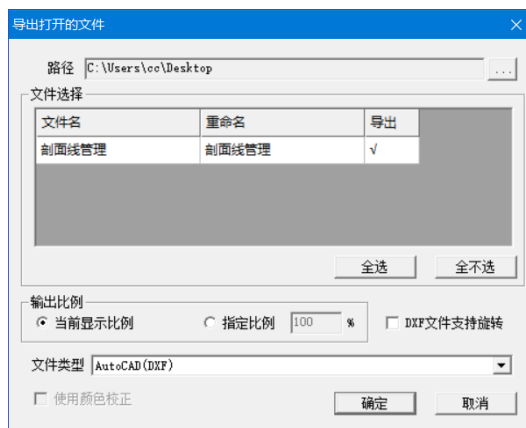 导出打开的文件
路径 C:\Users\cc\Desktop ...
文件选择
文件名 重命名 导出
剖面线管理 剖面线管理 √
全选 全不选
输出比例
当前显示比例 指定比例 100 % DXF文件支持旋转
文件类型 AutoCAD(DXF)
使用颜色校正 确定 取消